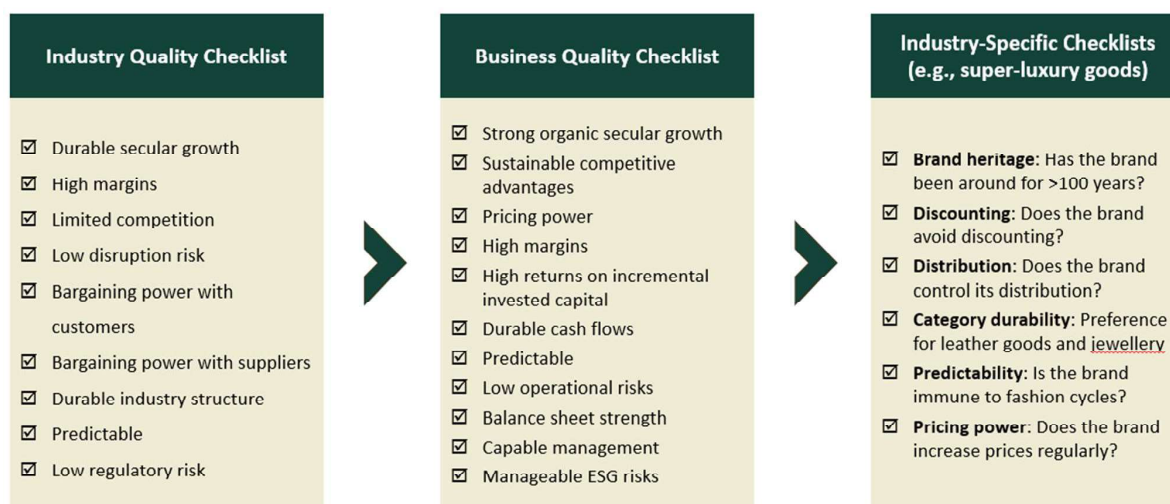 Industry Quality Checklist
Durable secular growth
High margins
Limited competition
Low disruption risk
Bargaining power with
customers
Bargaining power with suppliers
Durable industry structure
Predictable
Low regulatory risk
Business Quality Checklist
Strong organic secular growth
Sustainable competitive
advantages
Pricing power
High margins
High returns on incremental
invested capital
Durable cash flows
Predictable
Low operational risks
Balance sheet strength
Capable management
Manageable ESG risks
Industry-Specific Checklists
(e.g., super-luxury goods)
Brand heritage: Has the brand
been around for >100 years?
Discounting: Does the brand
avoid discounting?
Distribution: Does the brand
control its distribution?
Category durability: Preference
for leather goods and jewellery
Predictability: Is the brand
immune to fashion cycles?
Pricing power: Does the brand
increase prices regularly?